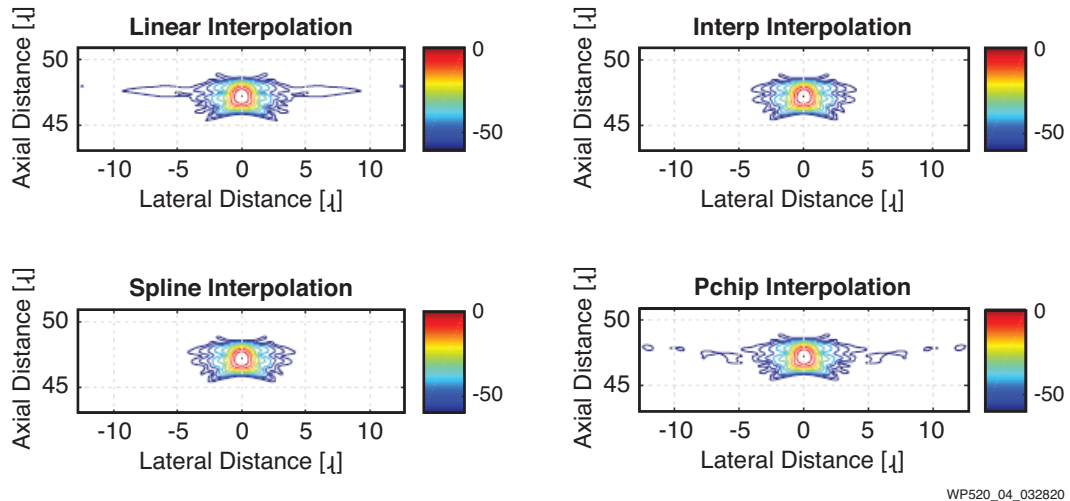 Linear Interpolation
Axial Distance [ʇ]
50
45
-10 -5 0 5 10
Lateral Distance [ʇ]
0
-50
Interp Interpolation
Axial Distance [ʇ]
50
45
-10 -5 0 5 10
Lateral Distance [ʇ]
0
-50
Spline Interpolation
Axial Distance [ʇ]
50
45
-10 -5 0 5 10
Lateral Distance [ʇ]
0
-50
Pchip Interpolation
Axial Distance [ʇ]
50
45
-10 -5 0 5 10
Lateral Distance [ʇ]
0
-50
WP520_04_032820